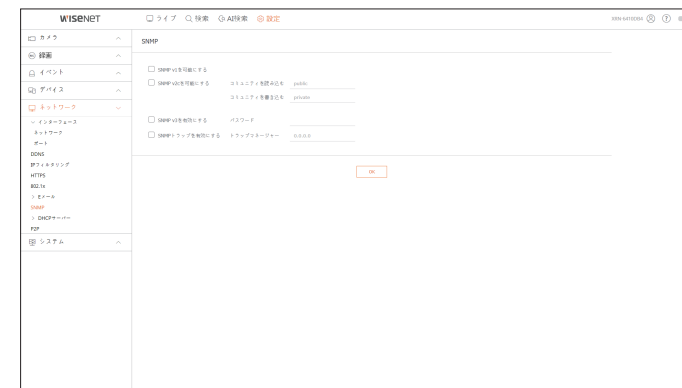 WISENET
ライブ 検索 AI検索 設定
カメラ
録画
イベント
デバイス
ネットワーク
インターフェース
ネットワーク
ポート
DDNS
IPフィルタリング
HTTPS
802.1x
Eメール
SNMP
DHCPサーバー
P2P
システム
SNMP
SNMP v1を可能にする
SNMP v2cを可能にする コミュニティを読み込む public
コミュニティを書き込む private
SNMP v3を有効にする パスワード
SNMPトラップを有効にする トラップマネージャー 0.0.0.0
OK